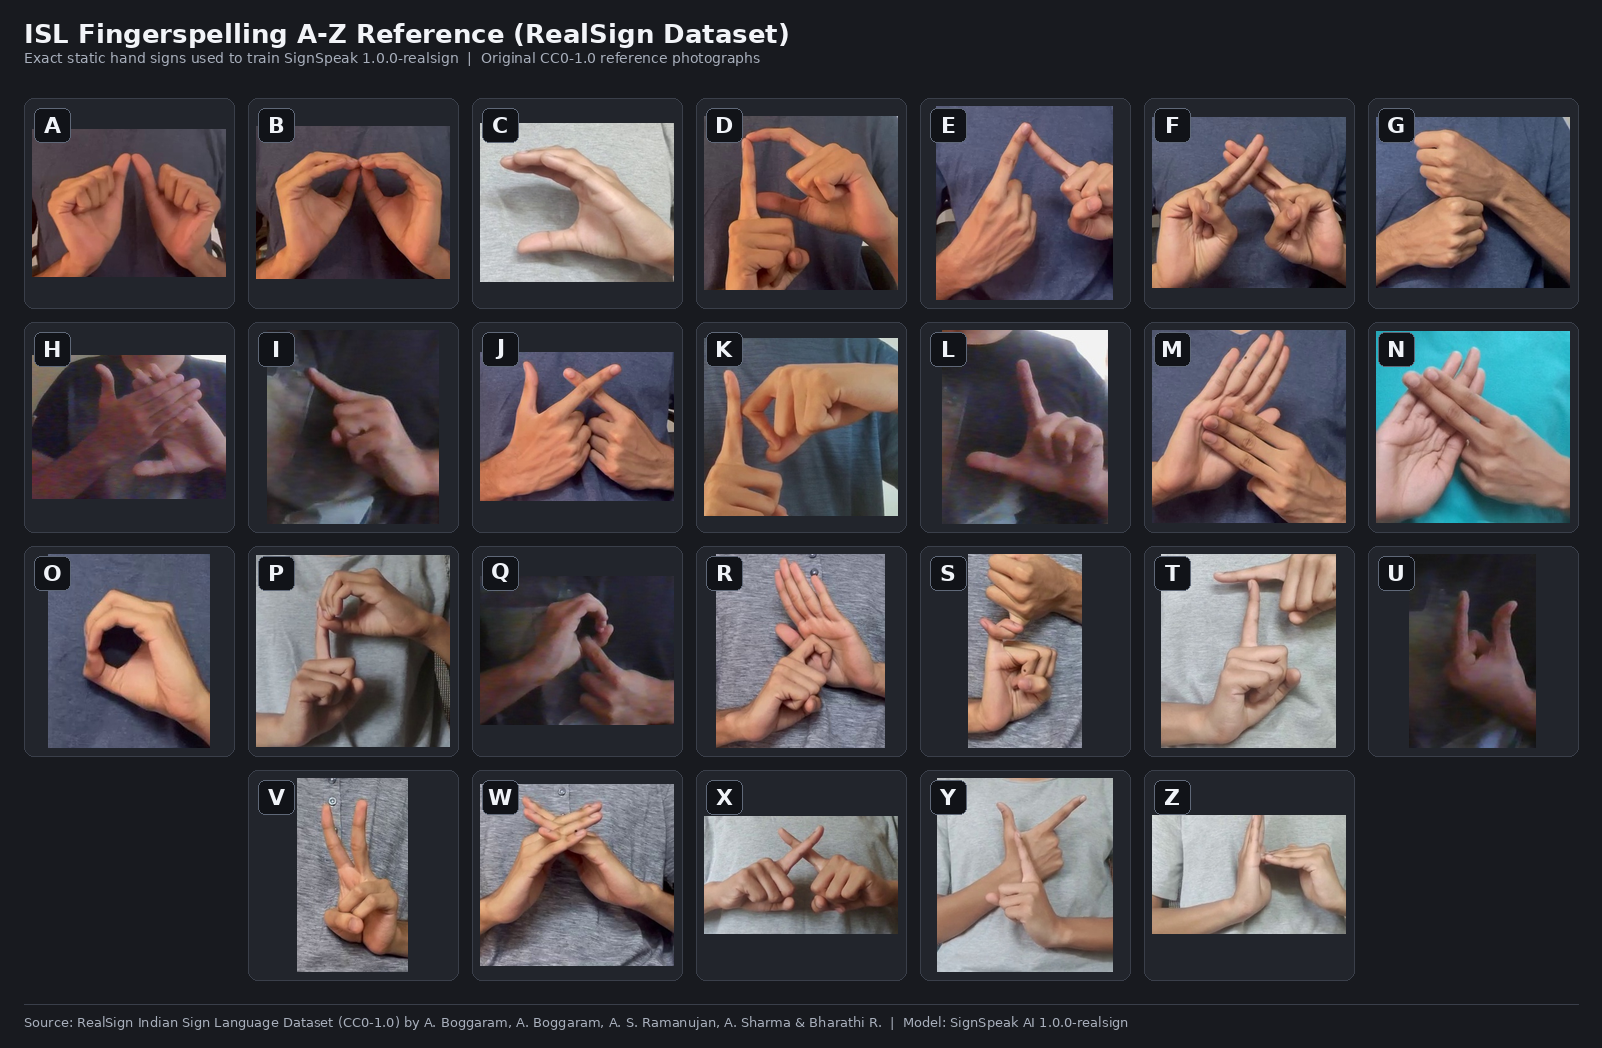 ISL Fingerspelling A-Z Reference (RealSign Dataset)
Exact static hand signs used to train SignSpeak 1.0.0-realsign | Original CC0-1.0 reference photographs
A B C D E F G
H I J K L M N
O P Q R S T U
V W X Y Z
Source: RealSign Indian Sign Language Dataset (CC0-1.0) by A. Boggaram, A. Boggaram, A. S. Ramanujan, A. Sharma & Bharathi R. | Model: SignSpeak AI 1.0.0-realsign